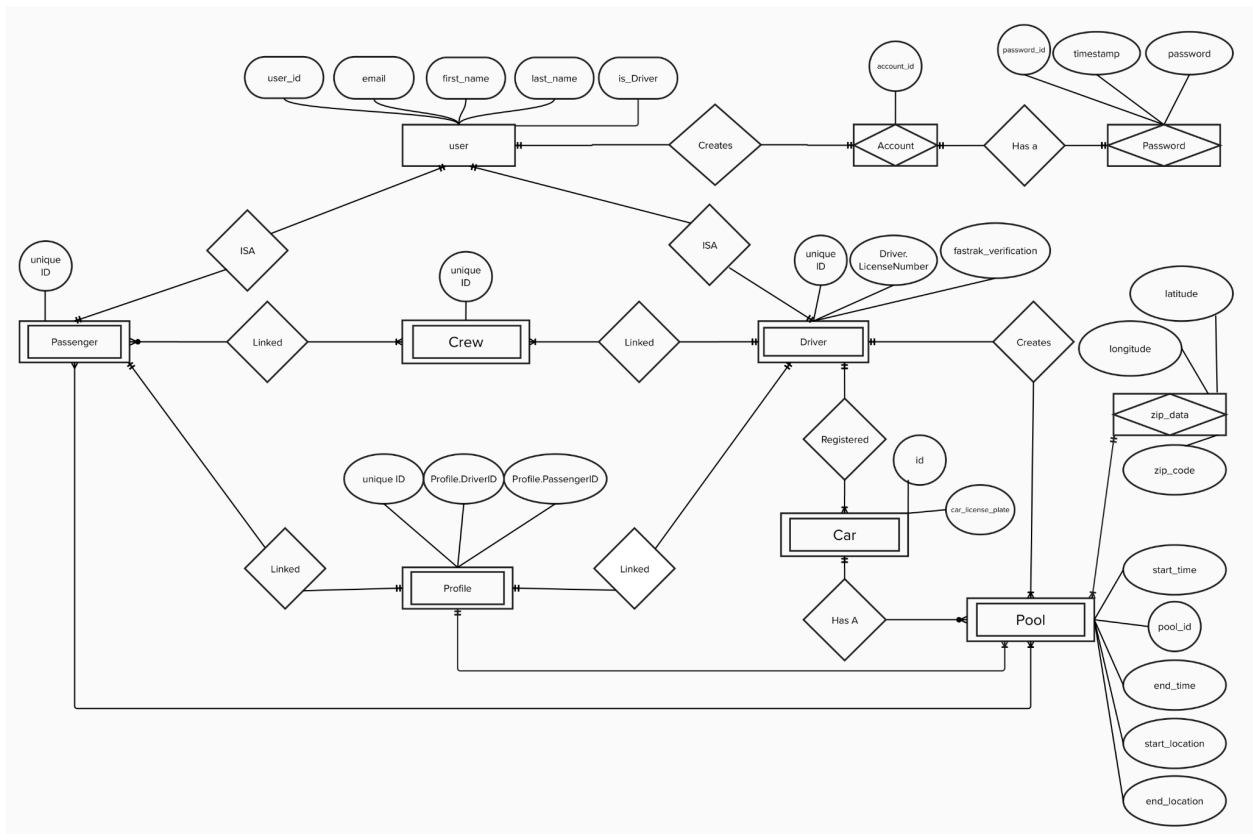 password_id
timestamp
password
account_id
user_id
email
first_name
last_name
is_Driver
user
Creates
Account
Has a
Password
ISA
ISA
unique
ID
unique
ID
unique
ID
Driver.
LicenseNumber
fastrak_verification
latitude
longitude
Passenger
Linked
Crew
Linked
Driver
Creates
zip_data
Registered
id
zip_code
unique ID
Profile.DriverID
Profile.PassengerID
car_license_plate
Car
Linked
Profile
Linked
start_time
Has A
Pool
pool_id
end_time
start_location
end_location